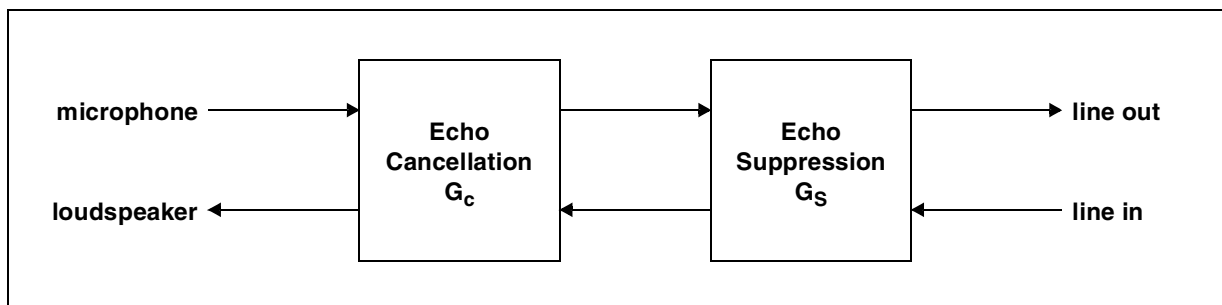 microphone
loudspeaker
Echo
Cancellation
Gc
Echo
Suppression
GS
line out
line in